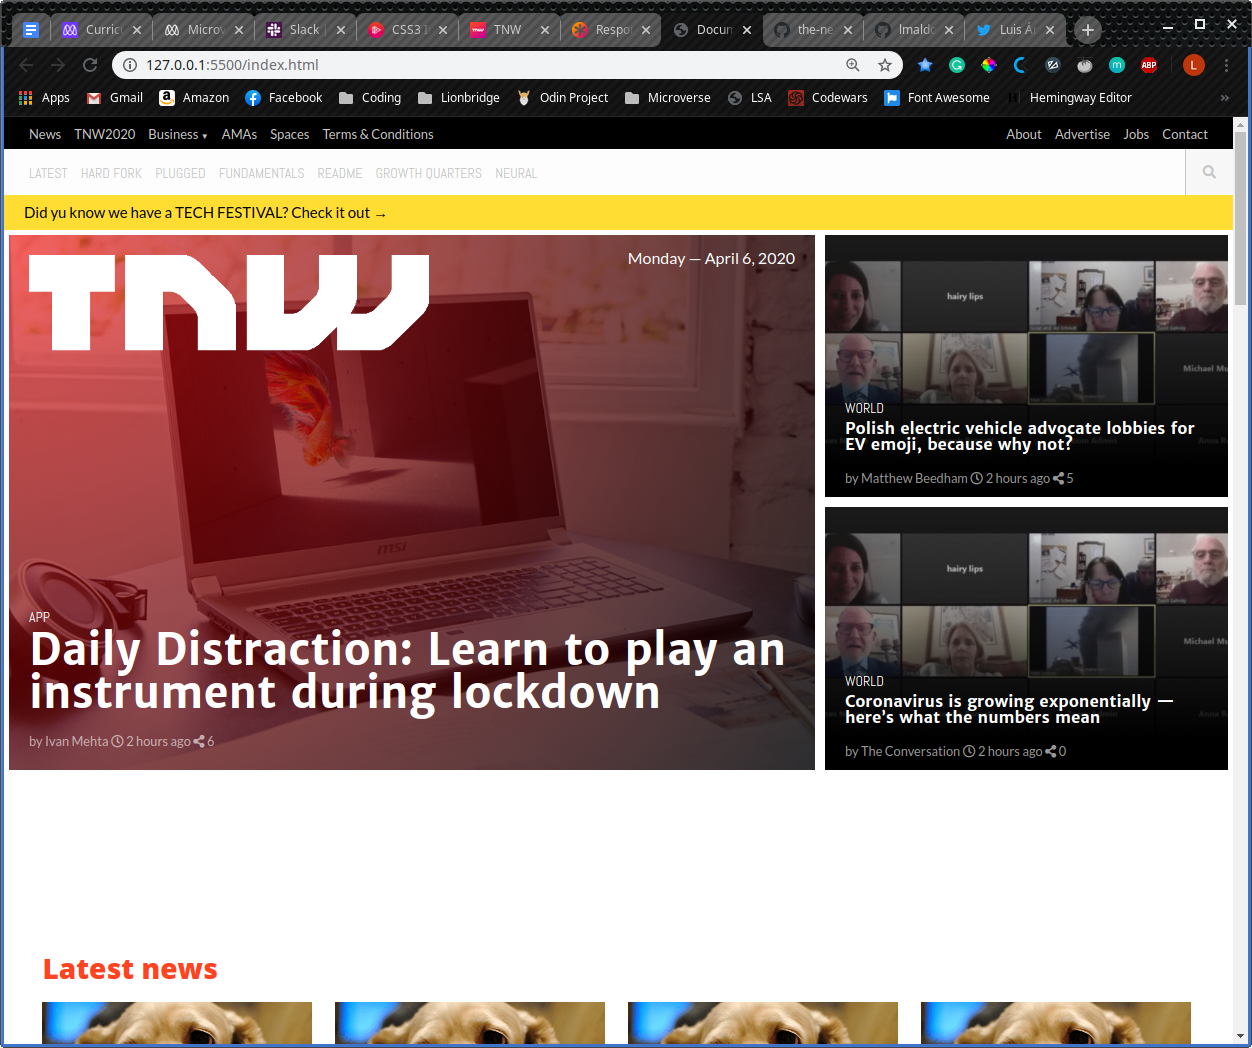 Curric
Microv
Slack
CSS3 I
TNW
Respo
Docum
the-ne
lmaldo
Luis Á
127.0.0.1:5500/index.html
ABP
L
Apps
Gmail
Amazon
Facebook
Coding
Lionbridge
Odin Project
Microverse
LSA
Codewars
Font Awesome
Hemingway Editor
News TNW2020 Business ▾ AMAs Spaces Terms & Conditions
About Advertise Jobs Contact
LATEST HARD FORK PLUGGED FUNDAMENTALS README GROWTH QUARTERS NEURAL
Did yu know we have a TECH FESTIVAL? Check it out →
TNW
Monday — April 6, 2020
msi
APP
Daily Distraction: Learn to play an
instrument during lockdown
by Ivan Mehta 2 hours ago 6
hairy lips
Michael Mu
WORLD
Polish electric vehicle advocate lobbies for
EV emoji, because why not?
by Matthew Beedham 2 hours ago 5
hairy lips
Michael Mu
WORLD
Coronavirus is growing exponentially —
here's what the numbers mean
by The Conversation 2 hours ago 0
Latest news